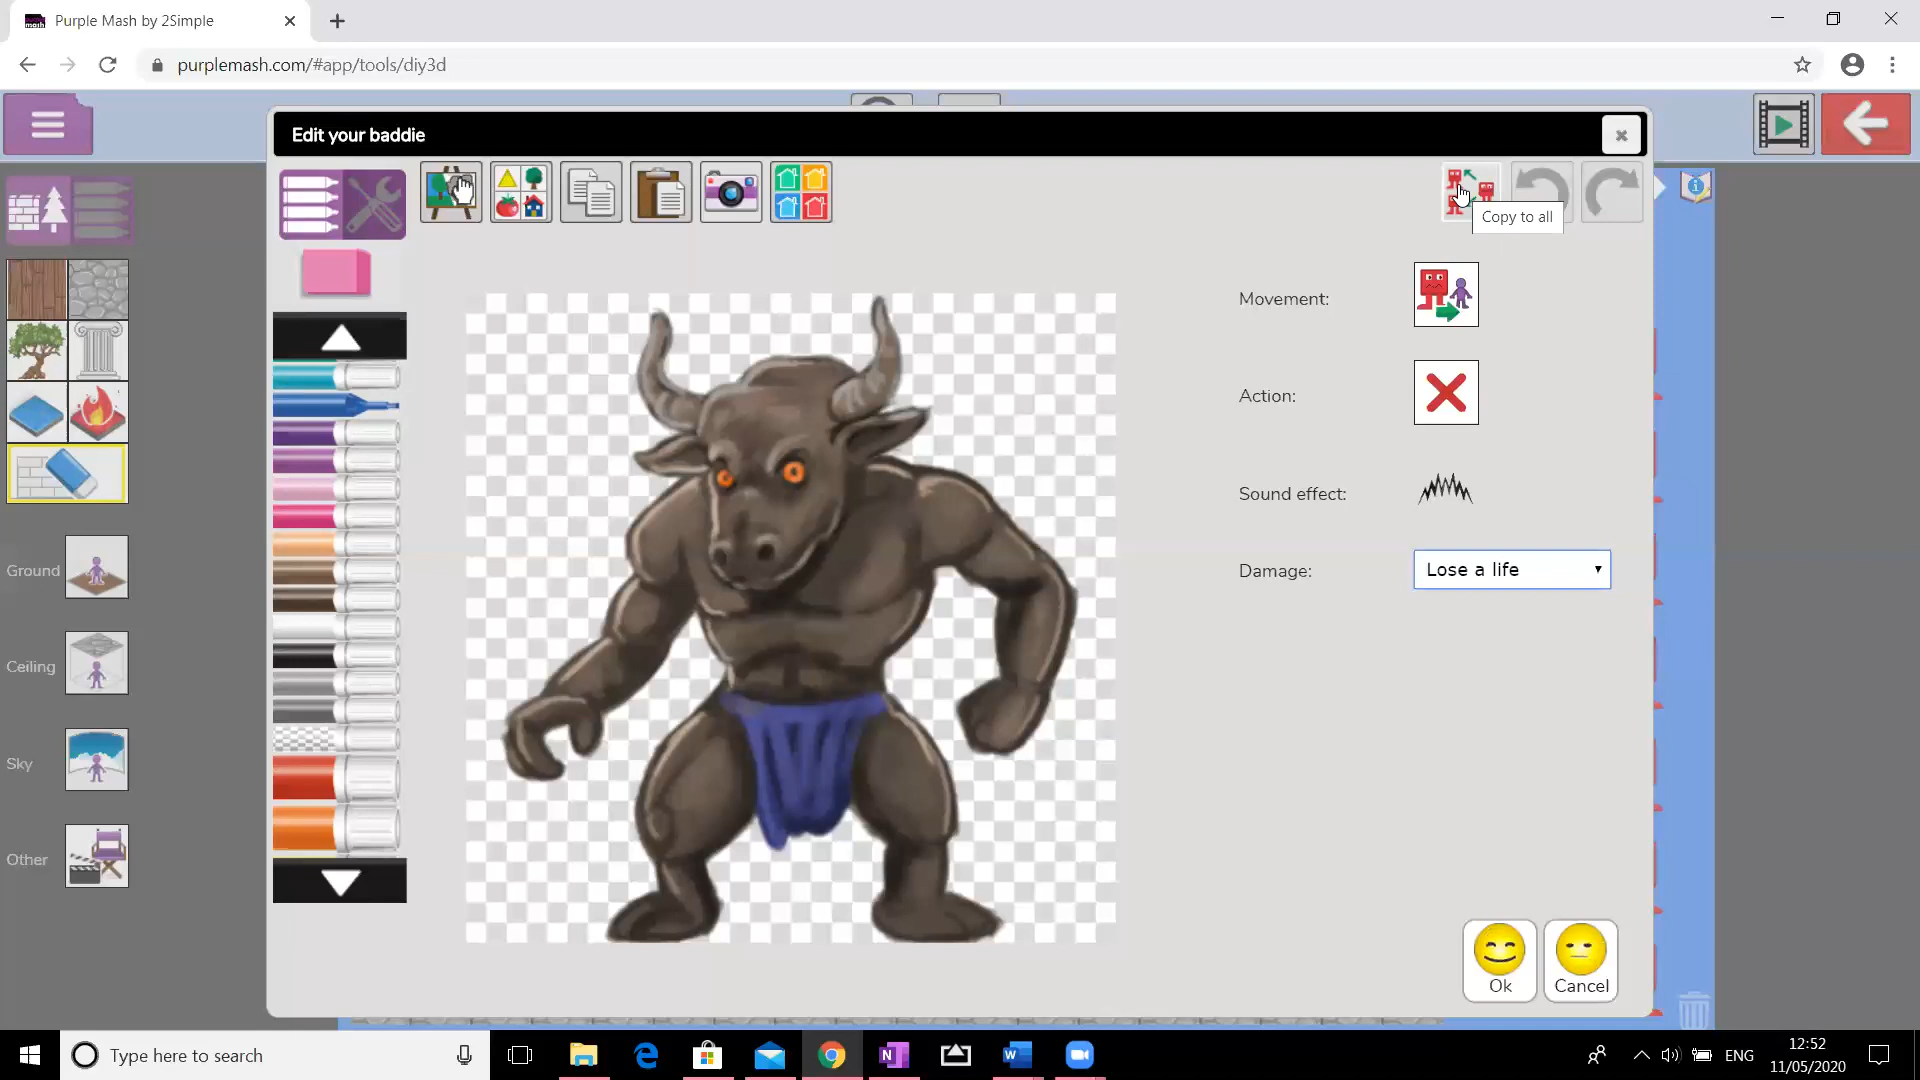 Purple Mash by 2Simple
purplemash.com/#app/tools/diy3d
Edit your baddie
Copy to all
Movement:
Action:
Sound effect:
Damage:
Lose a life
Ground
Ceiling
Sky
Other
Ok
Cancel
Type here to search
ENG
12:52
11/05/2020